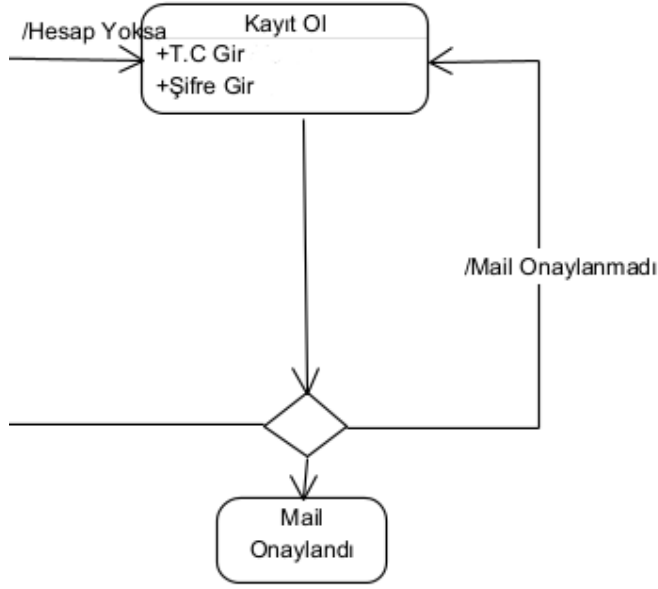 Kayıt Ol
/Hesap Yoksa
+T.C Gir
+Şifre Gir
/Mail Onaylanmadı
Mail
Onaylandı